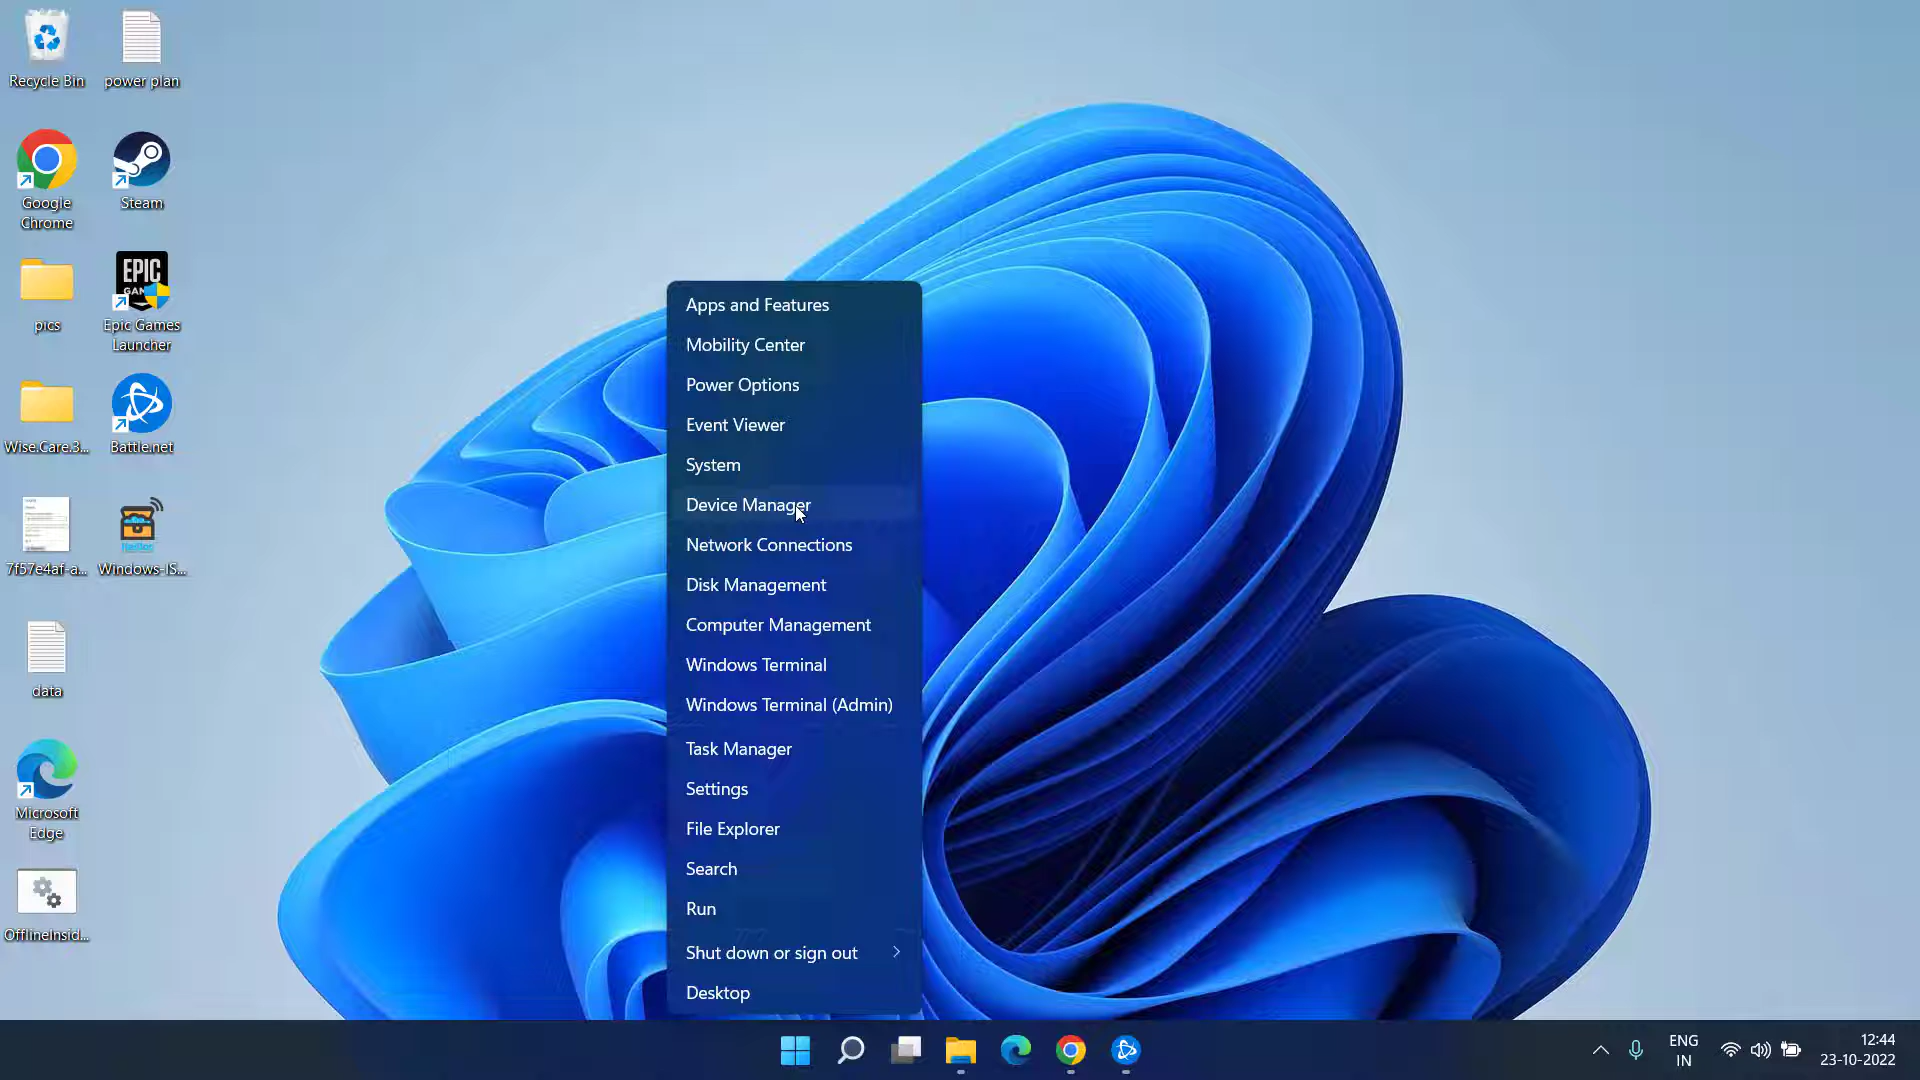 Recycle Bin
power plan
Google
Chrome
Steam
pics
EPIC
Epic Games
Launcher
Wise.Care.3...
Battle.net
7f57e4af-a...
Windows-IS...
data
Microsoft
Edge
OfflineInsid...
Apps and Features
Mobility Center
Power Options
Event Viewer
System
Device Manager
Network Connections
Disk Management
Computer Management
Windows Terminal
Windows Terminal (Admin)
Task Manager
Settings
File Explorer
Search
Run
Shut down or sign out
Desktop
ENG
IN
12:44
23-10-2022